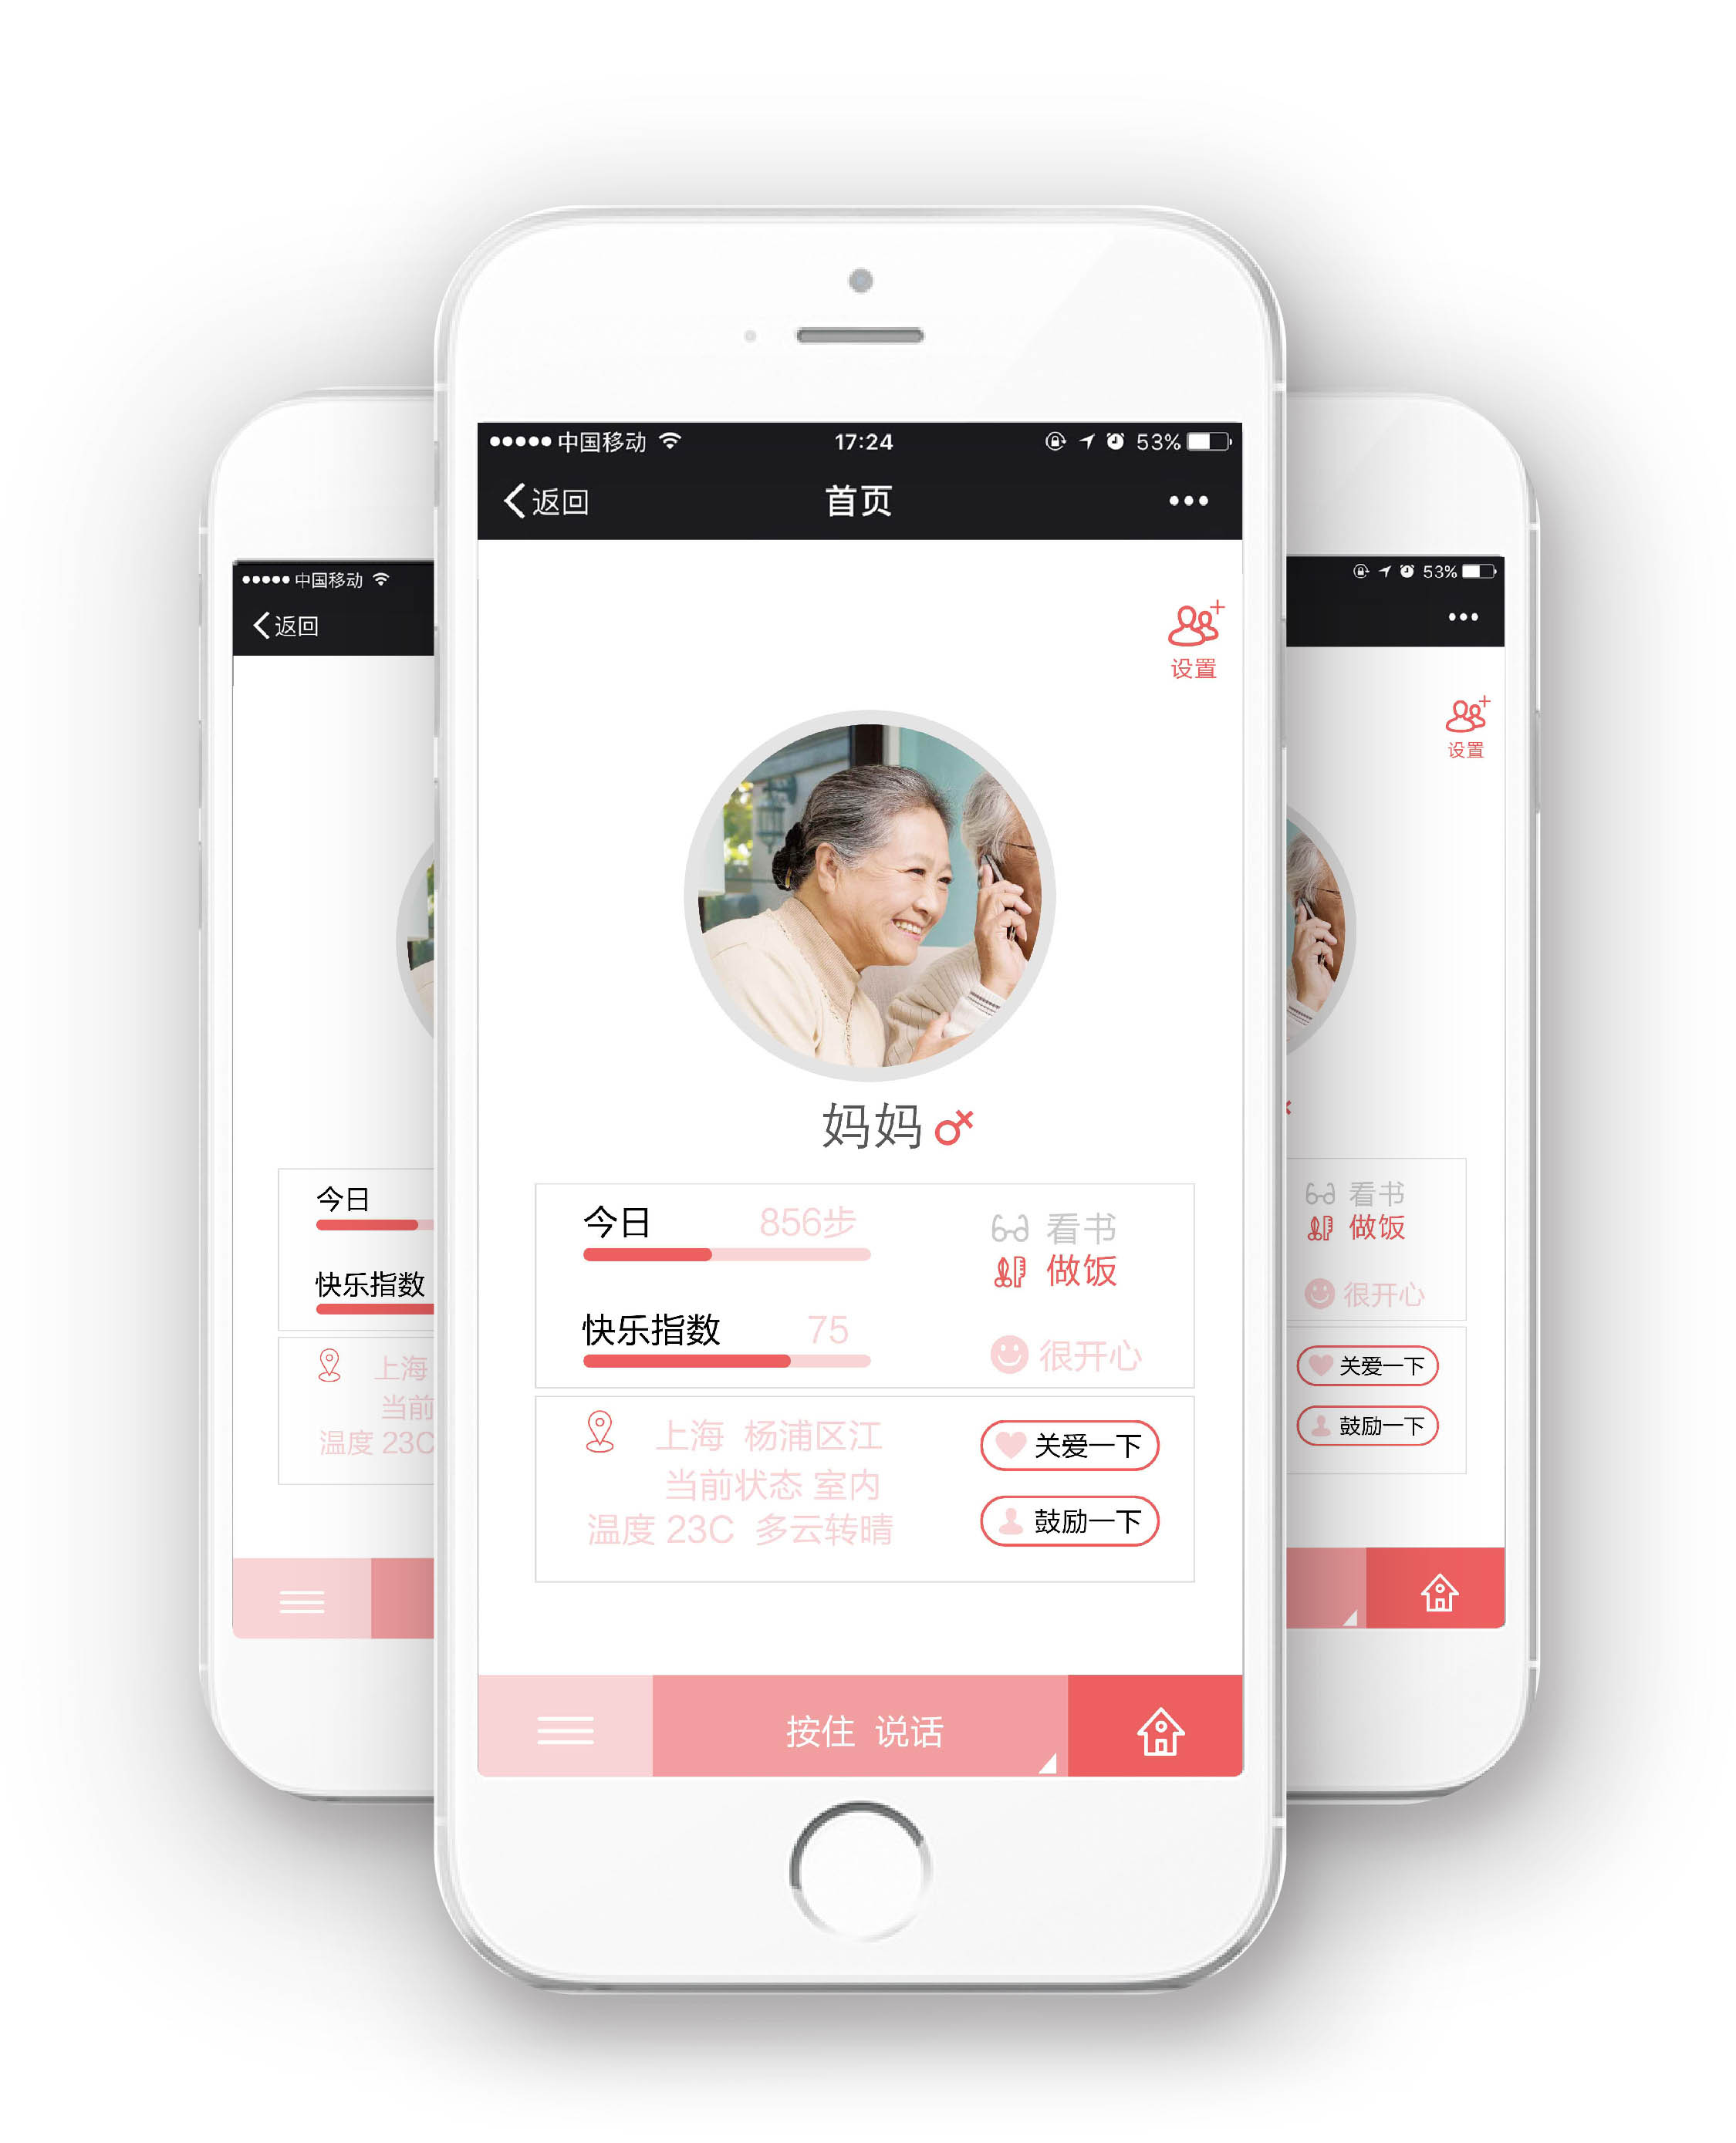 中国移动
17:24
53%
返回
首页
设置
妈妈
今日
856步
看书
做饭
快乐指数
75
很开心
上海 杨浦区江
关爱一下
当前状态 室内
鼓励一下
温度 23C 多云转晴
按住 说话
中国移动
返回
今日
快乐指数
上海
当前
温度 23C
53%
设置
看书
做饭
很开心
关爱一下
鼓励一下